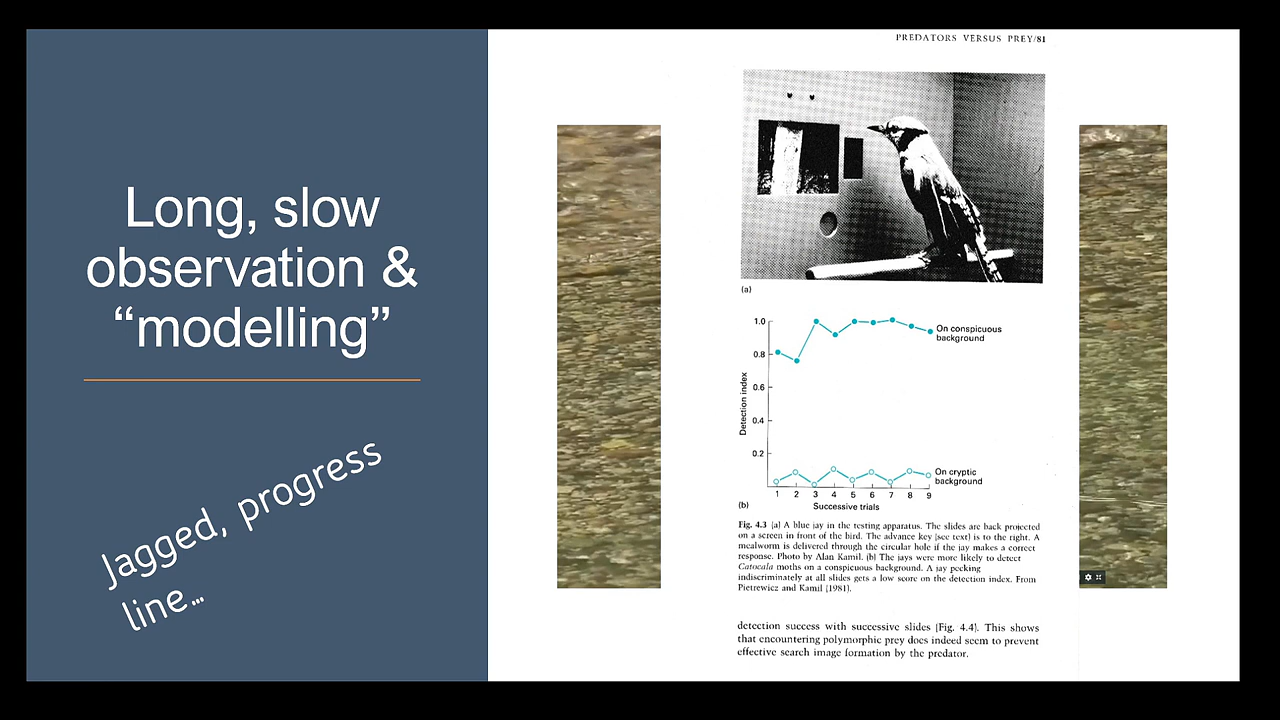 Long, slow
observation &
“modelling”
Jagged, progress
line...
PREDATORS VERSUS PREY/81
(a)
1.0
0.8
0.6
0.4
0.2
Detection index
On conspicuous
background
On cryptic
background
1 2 3 4 5 6 7 8 9
(b)
Successive trials
Fig. 4.3 (a) A blue jay in the testing apparatus. The slides are back projected
on a screen in front of the bird. The advance key (see text) is to the right. A
mealworm is delivered through the circular hole if the jay makes a correct
response. Photo by Alan Kamil. (b) The jays were more likely to detect
Catocala moths on a conspicuous background. A jay pecking
indiscriminately at all slides gets a low score on the detection index. From
Pietrewicz and Kamil (1981).
detection success with successive slides (Fig. 4.4). This shows
that encountering polymorphic prey does indeed seem to prevent
effective search image formation by the predator.